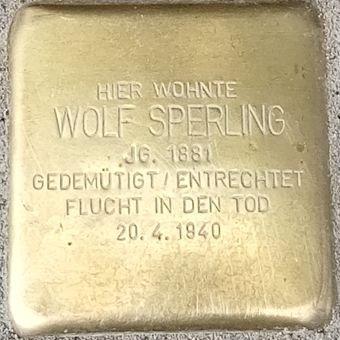 HIER WOHNTE
WOLF SPERLING
JG. 1881
GEDEMÜTIGT / ENTRECHTET
FLUCHT IN DEN TOD
20. 4. 1940